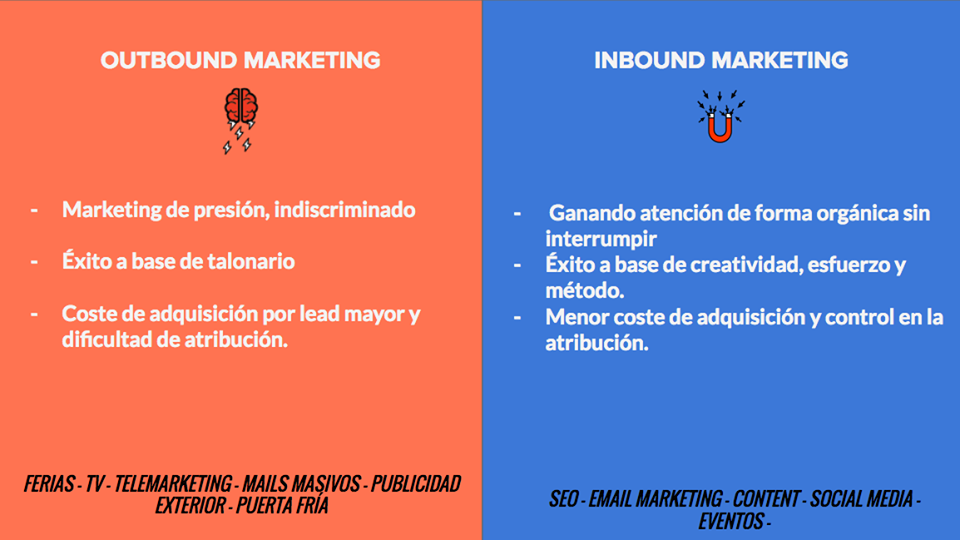 OUTBOUND MARKETING
- Marketing de presión, indiscriminado
- Éxito a base de talonario
- Coste de adquisición por lead mayor y
dificultad de atribución.
FERIAS - TV - TELEMARKETING - MAILS MASIVOS - PUBLICIDAD
EXTERIOR - PUERTA FRÍA
INBOUND MARKETING
- Ganando atención de forma orgánica sin
interrumpir
- Éxito a base de creatividad, esfuerzo y
método.
- Menor coste de adquisición y control en la
atribución.
SEO - EMAIL MARKETING - CONTENT - SOCIAL MEDIA -
EVENTOS -